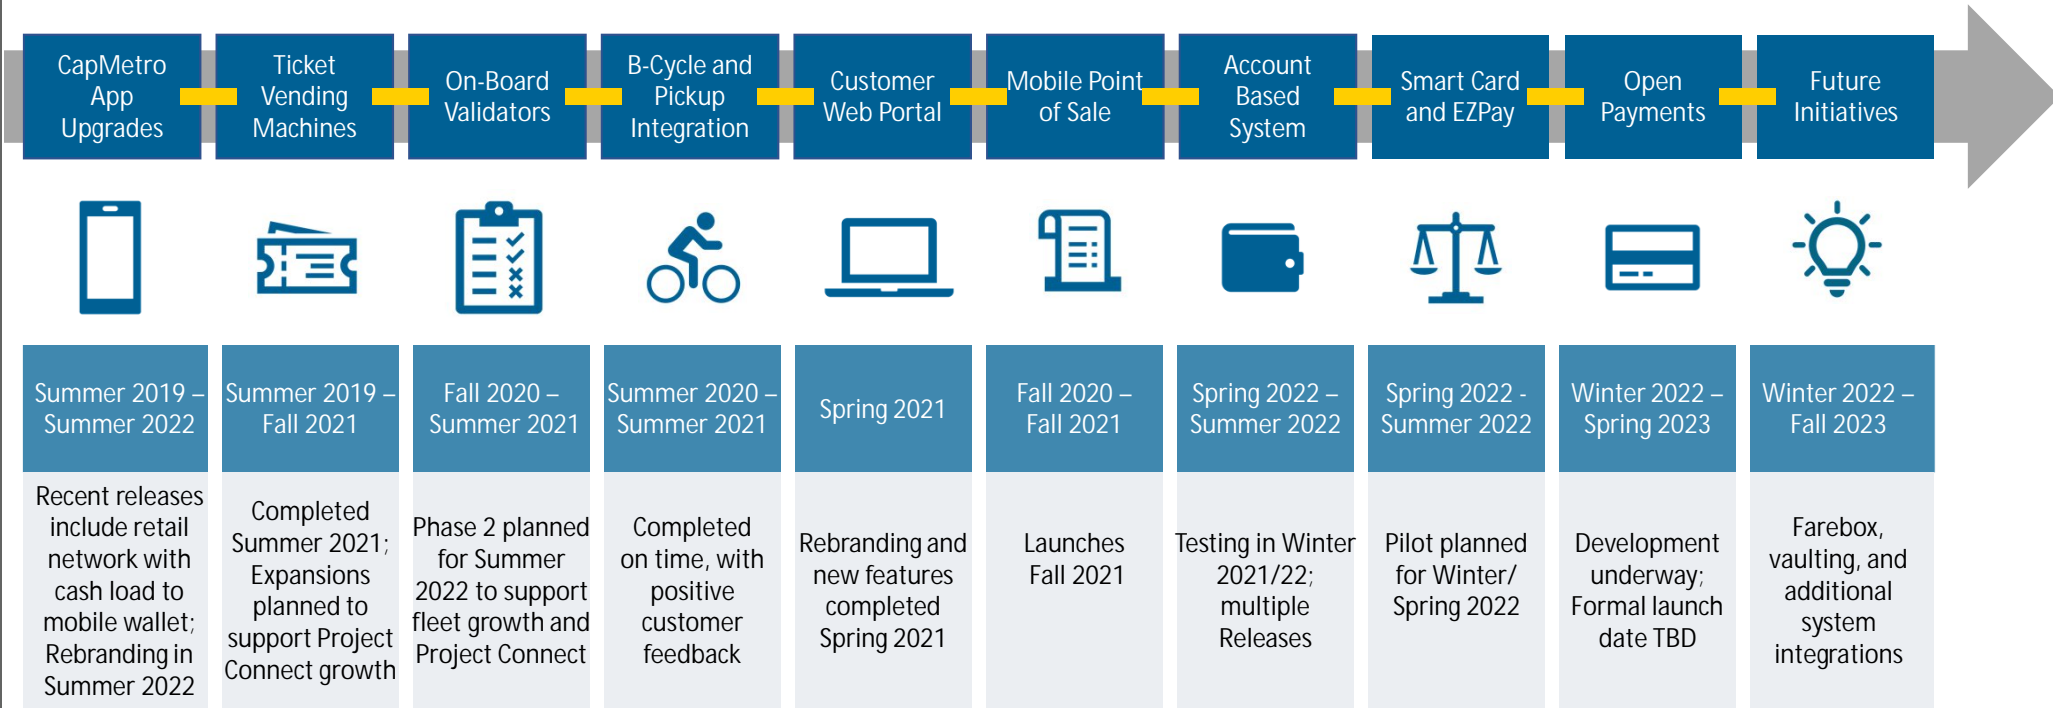 CapMetro
App
Upgrades
Ticket
Vending
Machines
On-Board
Validators
B-Cycle and
Pickup
Integration
Customer
Web Portal
Mobile Point
of Sale
Account
Based
System
Smart Card
and EZPay
Open
Payments
Future
Initiatives
Summer 2019 –
Summer 2022
Summer 2019 –
Fall 2021
Fall 2020 –
Summer 2021
Summer 2020 –
Summer 2021
Spring 2021
Fall 2020 –
Fall 2021
Spring 2022 –
Summer 2022
Spring 2022 -
Summer 2022
Winter 2022 –
Spring 2023
Winter 2022 –
Fall 2023
Recent releases
include retail
network with
cash load to
mobile wallet;
Rebranding in
Summer 2022
Completed
Summer 2021;
Expansions
planned to
support Project
Connect growth
Phase 2 planned
for Summer
2022 to support
fleet growth and
Project Connect
Completed
on time, with
positive
customer
feedback
Rebranding and
new features
completed
Spring 2021
Launches
Fall 2021
Testing in Winter
2021/22;
multiple
Releases
Pilot planned
for Winter/
Spring 2022
Development
underway;
Formal launch
date TBD
Farebox,
vaulting, and
additional
system
integrations